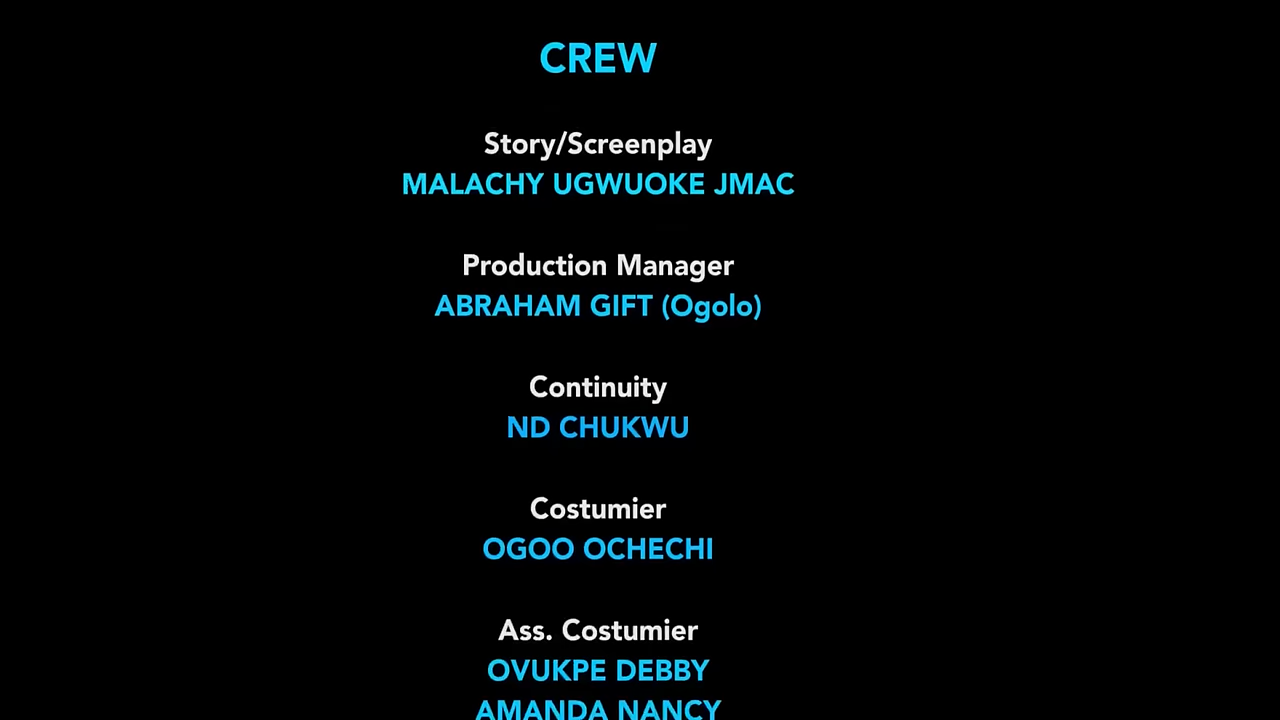 CREW
Story/Screenplay
MALACHY UGWUOKE JMAC
Production Manager
ABRAHAM GIFT (Ogolo)
Continuity
ND CHUKWU
Costumier
OGOO OCHECHI
Ass. Costumier
OVUKPE DEBBY
AMANDA NANCY